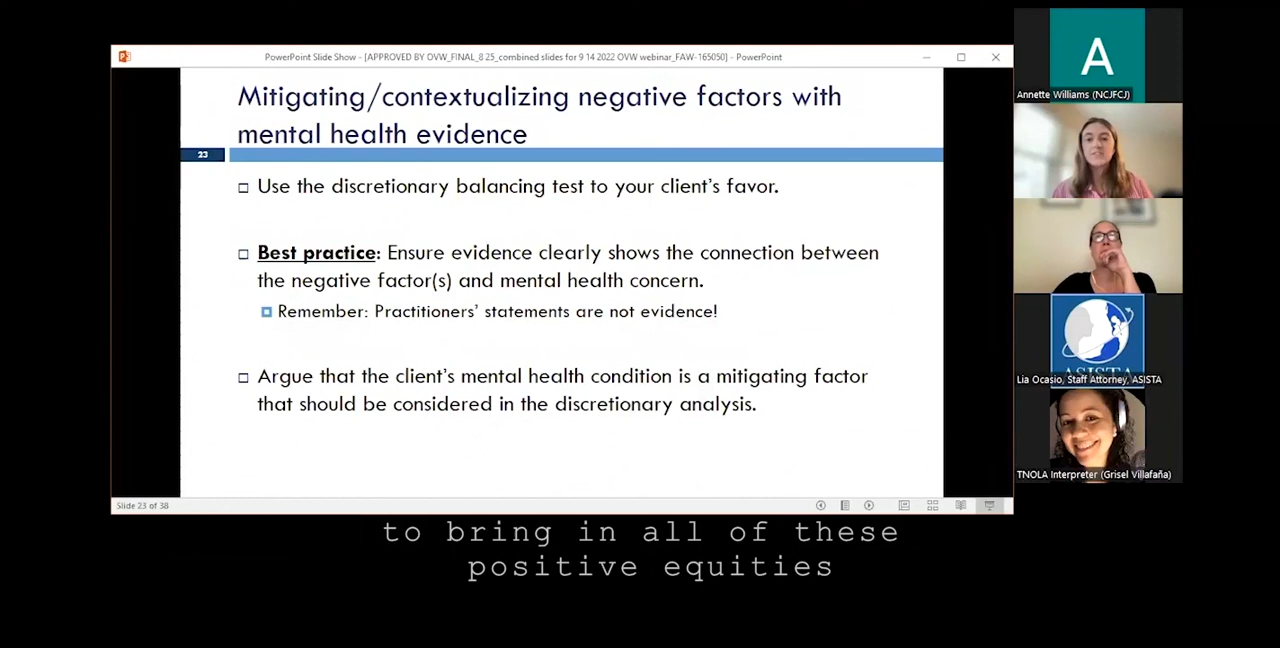 PowerPoint Slide Show - [APPROVED BY OVW_FINAL_8 25_combined slides for 9 14 2022 OVW webinar_FAW-165050] - PowerPoint
Mitigating/contextualizing negative factors with
mental health evidence
23
Use the discretionary balancing test to your client's favor.
Best practice: Ensure evidence clearly shows the connection between
the negative factor(s) and mental health concern.
Remember: Practitioners' statements are not evidence!
Argue that the client's mental health condition is a mitigating factor
that should be considered in the discretionary analysis.
Slide 23 of 38
A
Annette Williams (NCJFCJ)
ASISTA
Lia Ocasio, Staff Attorney, ASISTA
TNOLA Interpreter (Grisel Villafaña)
to bring in all of these
positive equities